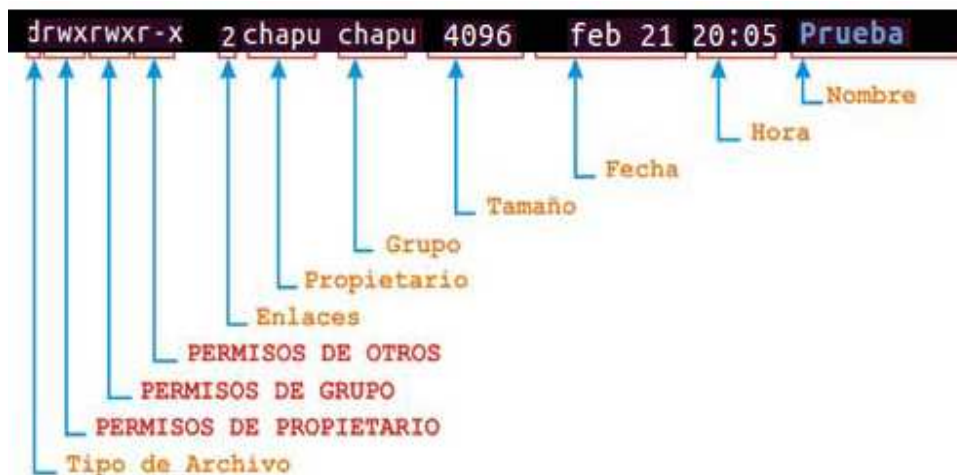 drwxrwxr-x 2 chapu chapu 4096 feb 21 20:05 Prueba
Nombre
Hora
Fecha
Tamaño
Grupo
Propietario
Enlaces
PERMISOS DE OTROS
PERMISOS DE GRUPO
PERMISOS DE PROPIETARIO
Tipo de Archivo